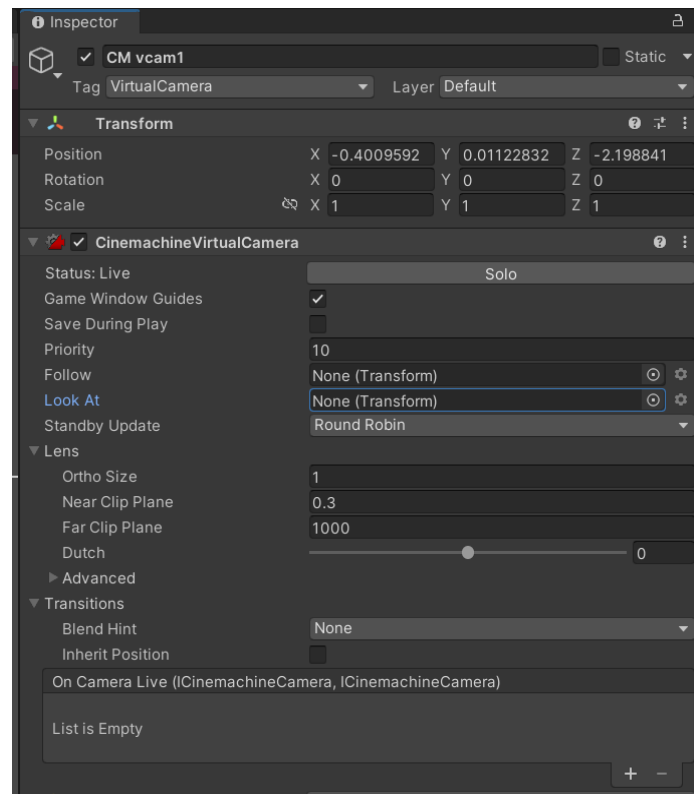 Inspector
CM vcam1 Static
Tag VirtualCamera Layer Default
Transform
Position X -0.4009592 Y 0.01122832 Z -2.198841
Rotation X 0 Y 0 Z 0
Scale X 1 Y 1 Z 1
CinemachineVirtualCamera
Status: Live Solo
Game Window Guides
Save During Play
Priority 10
Follow None (Transform)
Look At None (Transform)
Standby Update Round Robin
Lens
Ortho Size 1
Near Clip Plane 0.3
Far Clip Plane 1000
Dutch 0
Advanced
Transitions
Blend Hint None
Inherit Position
On Camera Live (ICinemachineCamera, ICinemachineCamera)
List is Empty